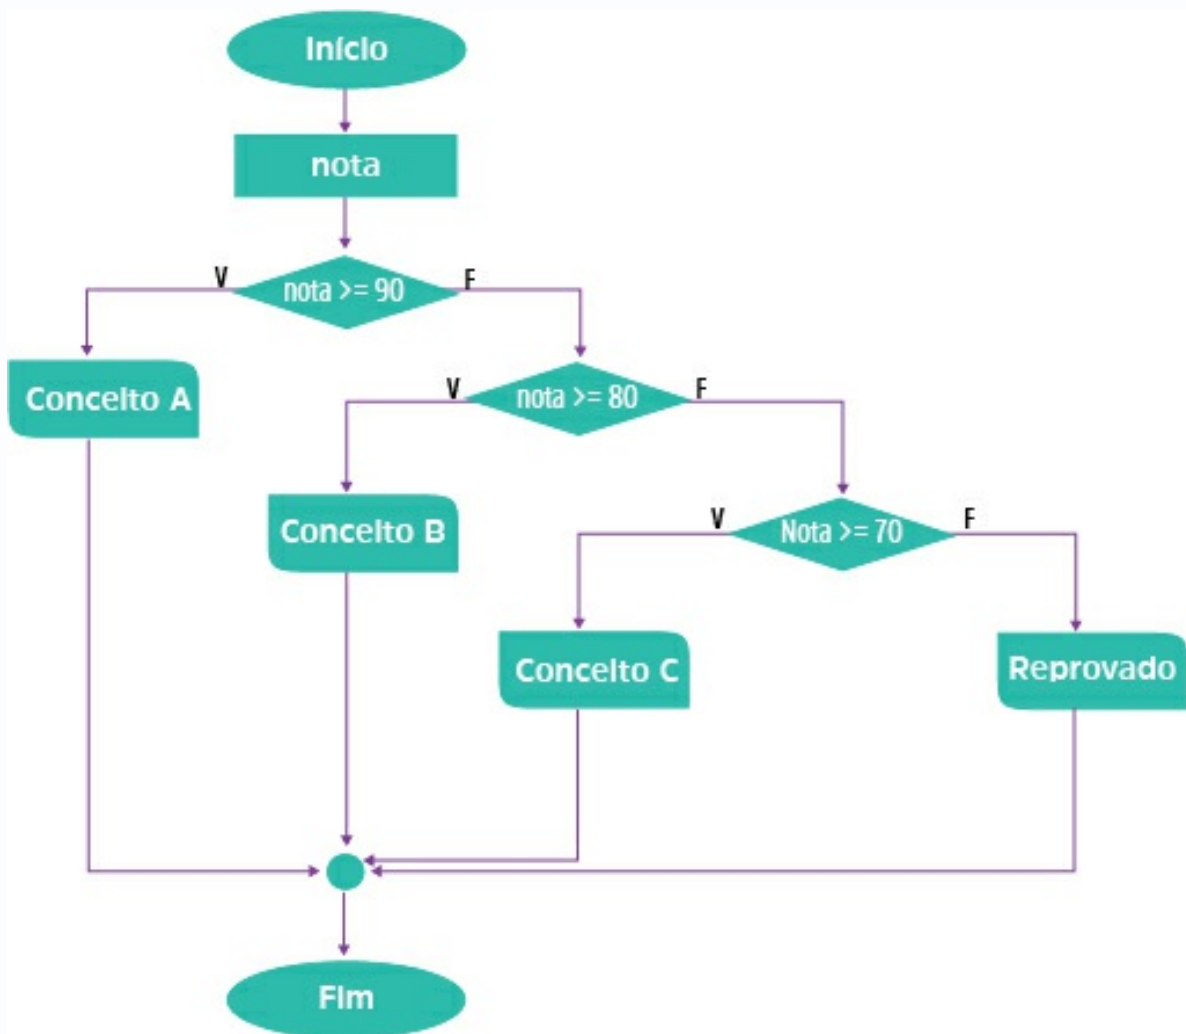 Início
nota
V
F
nota >= 90
Conceito A
V
F
nota >= 80
Conceito B
V
F
Nota >= 70
Conceito C
Reprovado
Fim